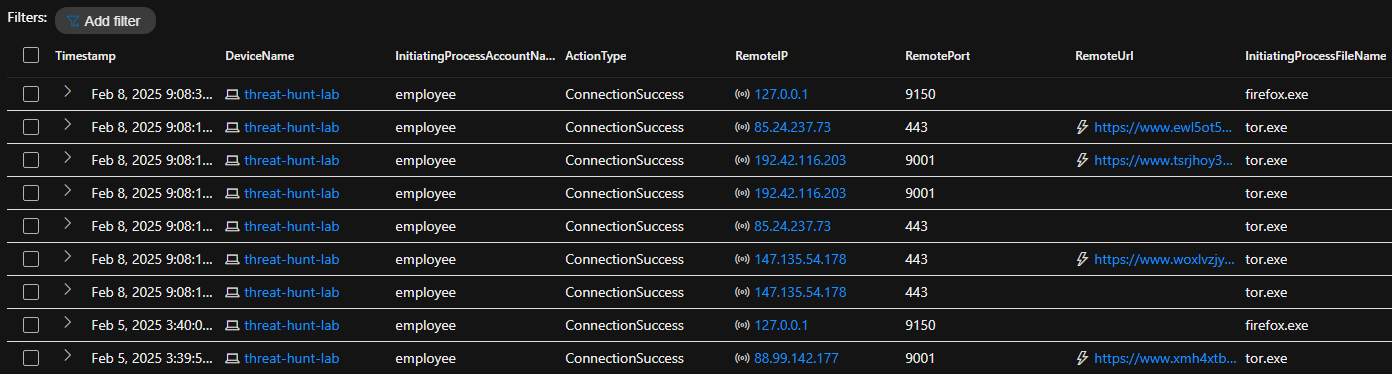 Filters: Add filter
Timestamp DeviceName InitiatingProcessAccountNa... ActionType RemoteIP RemotePort RemoteUrl InitiatingProcessFileName
Feb 8, 2025 9:08:3... threat-hunt-lab employee ConnectionSuccess 127.0.0.1 9150 firefox.exe
Feb 8, 2025 9:08:1... threat-hunt-lab employee ConnectionSuccess 85.24.237.73 443 https://www.ewl5ot5... tor.exe
Feb 8, 2025 9:08:1... threat-hunt-lab employee ConnectionSuccess 192.42.116.203 9001 https://www.tsrjhoy3... tor.exe
Feb 8, 2025 9:08:1... threat-hunt-lab employee ConnectionSuccess 192.42.116.203 9001 tor.exe
Feb 8, 2025 9:08:1... threat-hunt-lab employee ConnectionSuccess 85.24.237.73 443 tor.exe
Feb 8, 2025 9:08:1... threat-hunt-lab employee ConnectionSuccess 147.135.54.178 443 https://www.woxlvzjy... tor.exe
Feb 8, 2025 9:08:1... threat-hunt-lab employee ConnectionSuccess 147.135.54.178 443 tor.exe
Feb 5, 2025 3:40:0... threat-hunt-lab employee ConnectionSuccess 127.0.0.1 9150 firefox.exe
Feb 5, 2025 3:39:5... threat-hunt-lab employee ConnectionSuccess 88.99.142.177 9001 https://www.xmh4xtb... tor.exe